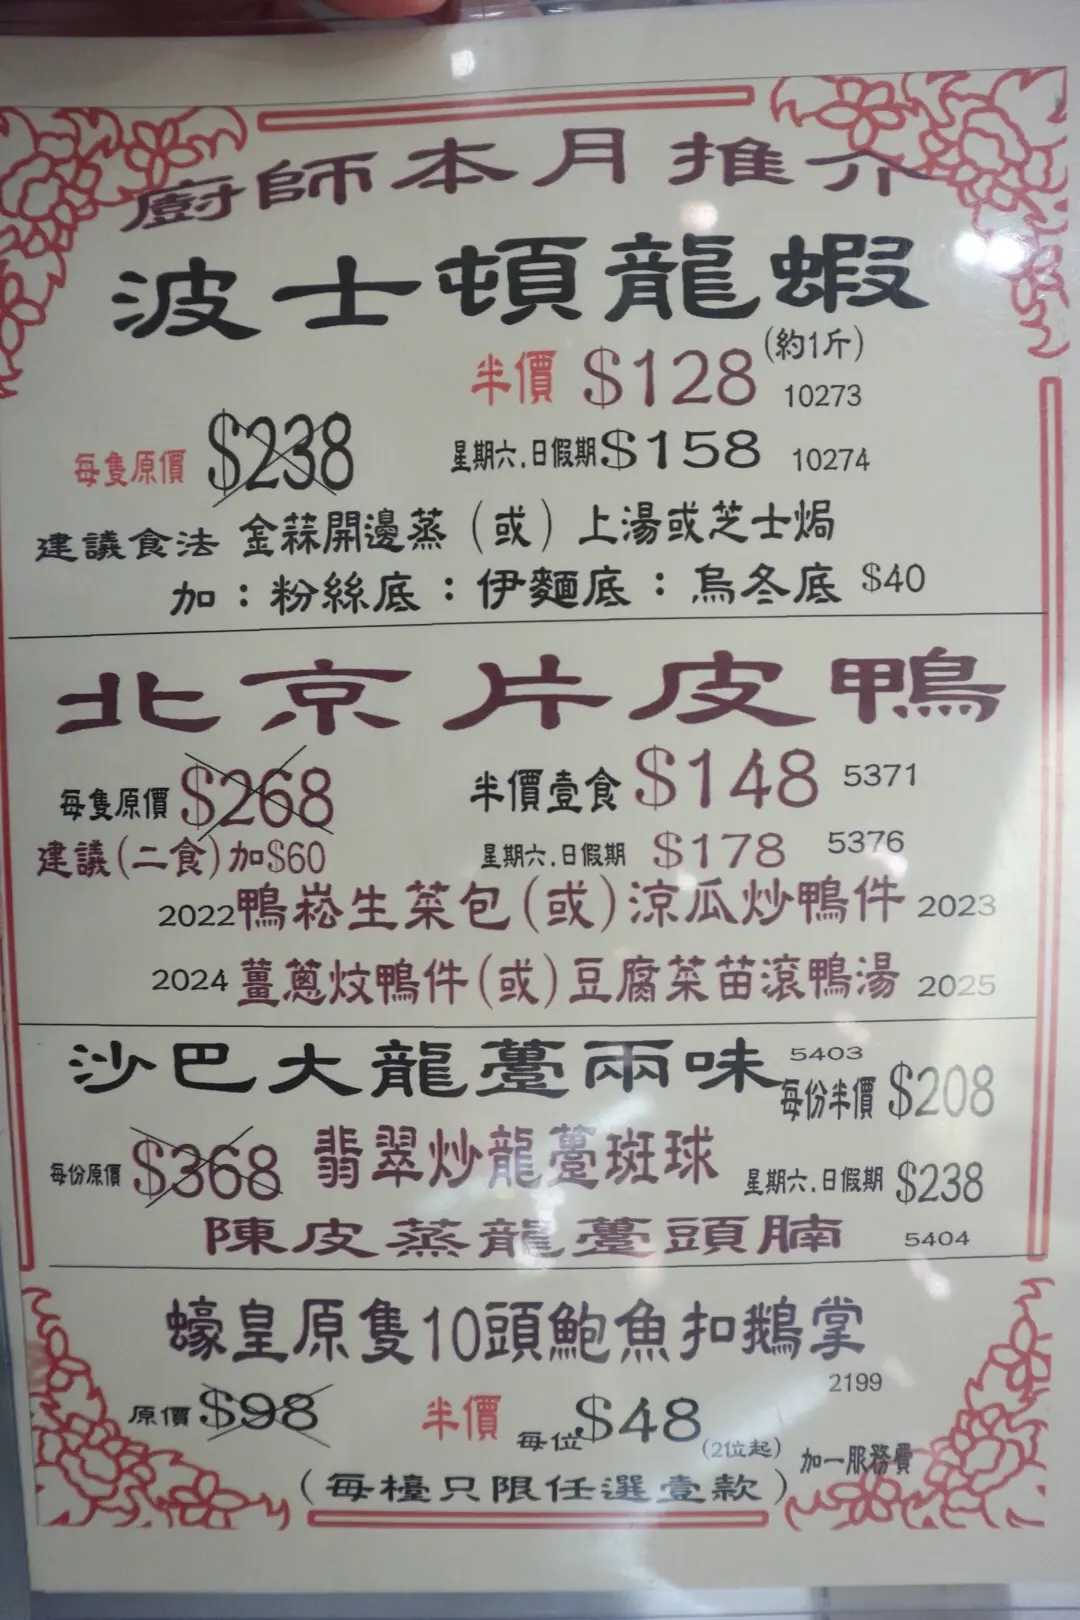 廚師本月推介
波士頓龍蝦
半價 $128 (約1斤) 10273
每隻原價 $238 星期六.日假期 $158 10274
建議食法 金蒜開邊蒸(或)上湯或芝士焗
加：粉絲底：伊麵底：烏冬底 $40
北京片皮鴨
每隻原價 $268 半價壹食 $148 5371
建議(二食)加$60 星期六.日假期 $178 5376
2022 鴨崧生菜包(或)涼瓜炒鴨件 2023
2024 薑蔥炆鴨件(或)豆腐菜苗滾鴨湯 2025
沙巴大龍躉兩味 5403 每份半價 $208
每份原價 $368 翡翠炒龍躉斑球 星期六.日假期 $238
陳皮蒸龍躉頭腩 5404
蠔皇原隻10頭鮑魚扣鵝掌
2199
原價 $98 半價 每位 $48 (2位起) 加一服務費
(每檯只限任選壹款)